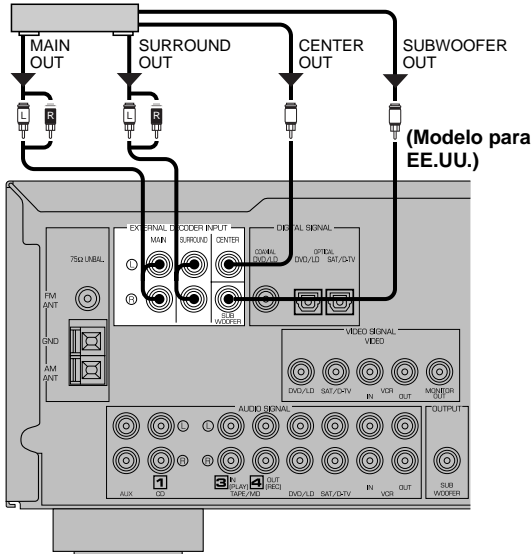 MAIN OUT
SURROUND OUT
CENTER OUT
SUBWOOFER OUT
L R
L R
(Modelo para EE.UU.)
EXTERNAL DECODER INPUT
MAIN SURROUND CENTER
L
R
SUB WOOFER
DIGITAL SIGNAL
COAXIAL OPTICAL
DVD/LD DVD/LD SAT/D-TV
75Ω UNBAL.
FM ANT
GND
AM ANT
VIDEO SIGNAL
VIDEO
DVD/LD SAT/D-TV IN VCR OUT MONITOR OUT
AUDIO SIGNAL
L L
R R
1 3 IN (PLAY) 4 OUT (REC) IN OUT
AUX CD TAPE/MD DVD/LD SAT/D-TV VCR
OUTPUT
SUB WOOFER